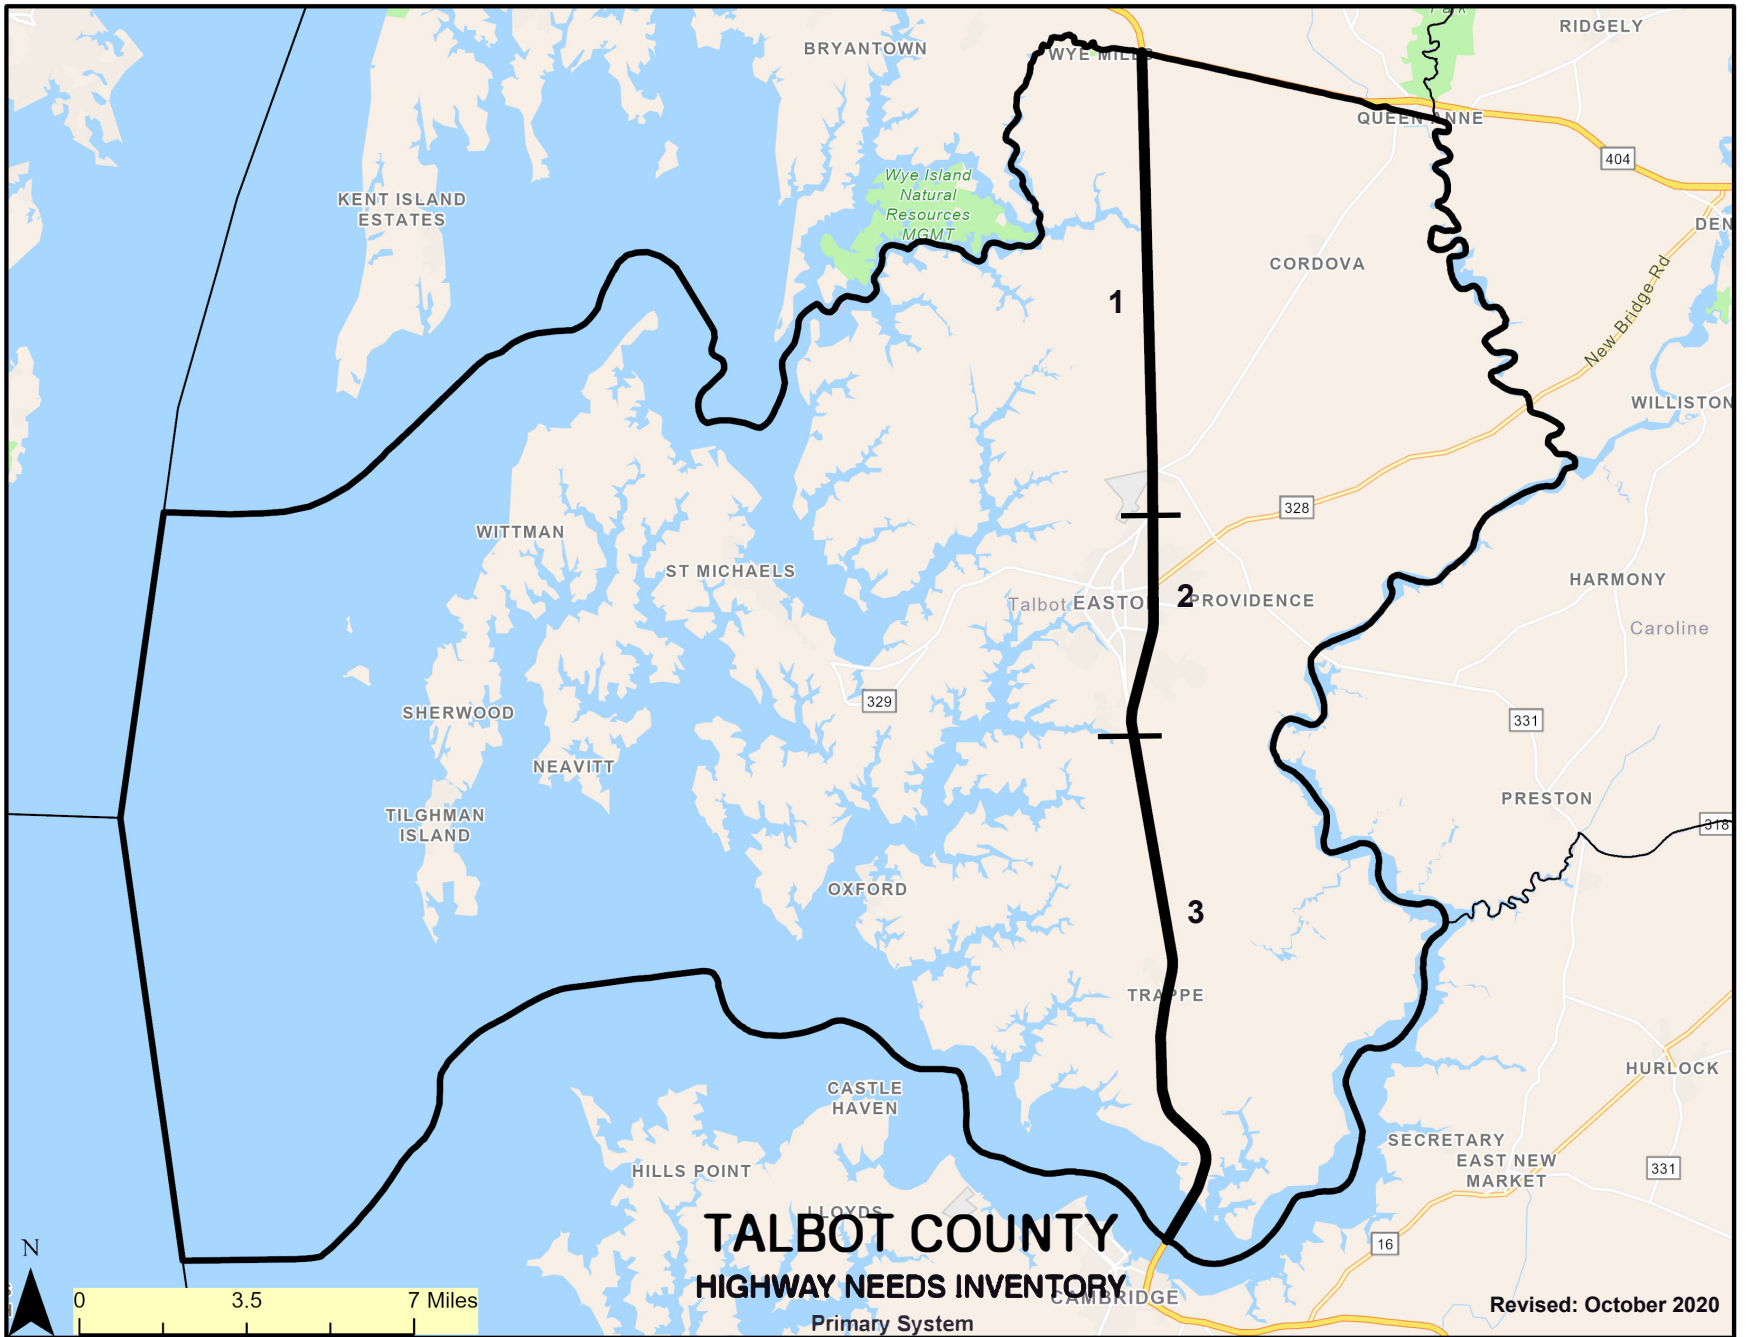 Park
RIDGELY
BRYANTOWN
WYE MILLS
QUEEN ANNE
404
Wye Island
Natural
Resources
MGMT
KENT ISLAND
ESTATES
DEN
CORDOVA
1
New Bridge Rd
WILLISTON
328
WITTMAN
ST MICHAELS
HARMONY
Talbot
EASTO
2
PROVIDENCE
Caroline
329
SHERWOOD
331
NEAVITT
PRESTON
TILGHMAN
ISLAND
318
OXFORD
3
TRAPPE
HURLOCK
CASTLE
HAVEN
SECRETARY
EAST NEW
MARKET
HILLS POINT
331
LLOYDS
TALBOT COUNTY
16
N
HIGHWAY NEEDS INVENTORY
CAMBRIDGE
0 3.5 7 Miles
Revised: October 2020
Primary System